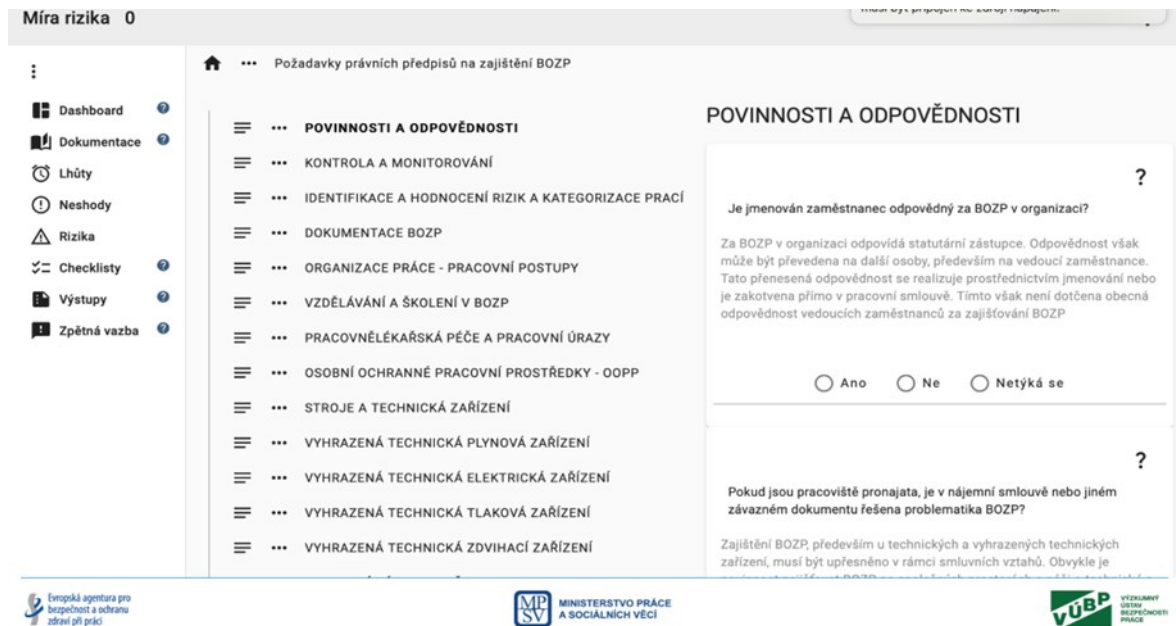 Míra rizika 0
musí být připojen ke zdroji napájení.
Požadavky právních předpisů na zajištění BOZP
Dashboard
Dokumentace
Lhůty
Neshody
Rizika
Checklisty
Výstupy
Zpětná vazba
POVINNOSTI A ODPOVĚDNOSTI
KONTROLA A MONITOROVÁNÍ
IDENTIFIKACE A HODNOCENÍ RIZIK A KATEGORIZACE PRACÍ
DOKUMENTACE BOZP
ORGANIZACE PRÁCE - PRACOVNÍ POSTUPY
VZDĚLÁVÁNÍ A ŠKOLENÍ V BOZP
PRACOVNĚLÉKAŘSKÁ PÉČE A PRACOVNÍ ÚRAZY
OSOBNÍ OCHRANNÉ PRACOVNÍ PROSTŘEDKY - OOPP
STROJE A TECHNICKÁ ZAŘÍZENÍ
VYHRAZENÁ TECHNICKÁ PLYNOVÁ ZAŘÍZENÍ
VYHRAZENÁ TECHNICKÁ ELEKTRICKÁ ZAŘÍZENÍ
VYHRAZENÁ TECHNICKÁ TLAKOVÁ ZAŘÍZENÍ
VYHRAZENÁ TECHNICKÁ ZDVIHACÍ ZAŘÍZENÍ
POVINNOSTI A ODPOVĚDNOSTI
?
Je jmenován zaměstnanec odpovědný za BOZP v organizaci?
Za BOZP v organizaci odpovídá statutární zástupce. Odpovědnost však
může být převedena na další osoby, především na vedoucí zaměstnance.
Tato přenesená odpovědnost se realizuje prostřednictvím jmenování nebo
je zakotvena přímo v pracovní smlouvě. Tímto však není dotčena obecná
odpovědnost vedoucích zaměstnanců za zajišťování BOZP
Ano Ne Netýká se
?
Pokud jsou pracoviště pronajata, je v nájemní smlouvě nebo jiném
závazném dokumentu řešena problematika BOZP?
Zajištění BOZP, především u technických a vyhrazených technických
zařízení, musí být upřesněno v rámci smluvních vztahů. Obvykle je
Evropská agentura pro
bezpečnost a ochranu
zdraví při práci
MP
SV
MINISTERSTVO PRÁCE
A SOCIÁLNÍCH VĚCÍ
VÚBP
VÝZKUMNÝ
ÚSTAV
BEZPEČNOSTI
PRÁCE